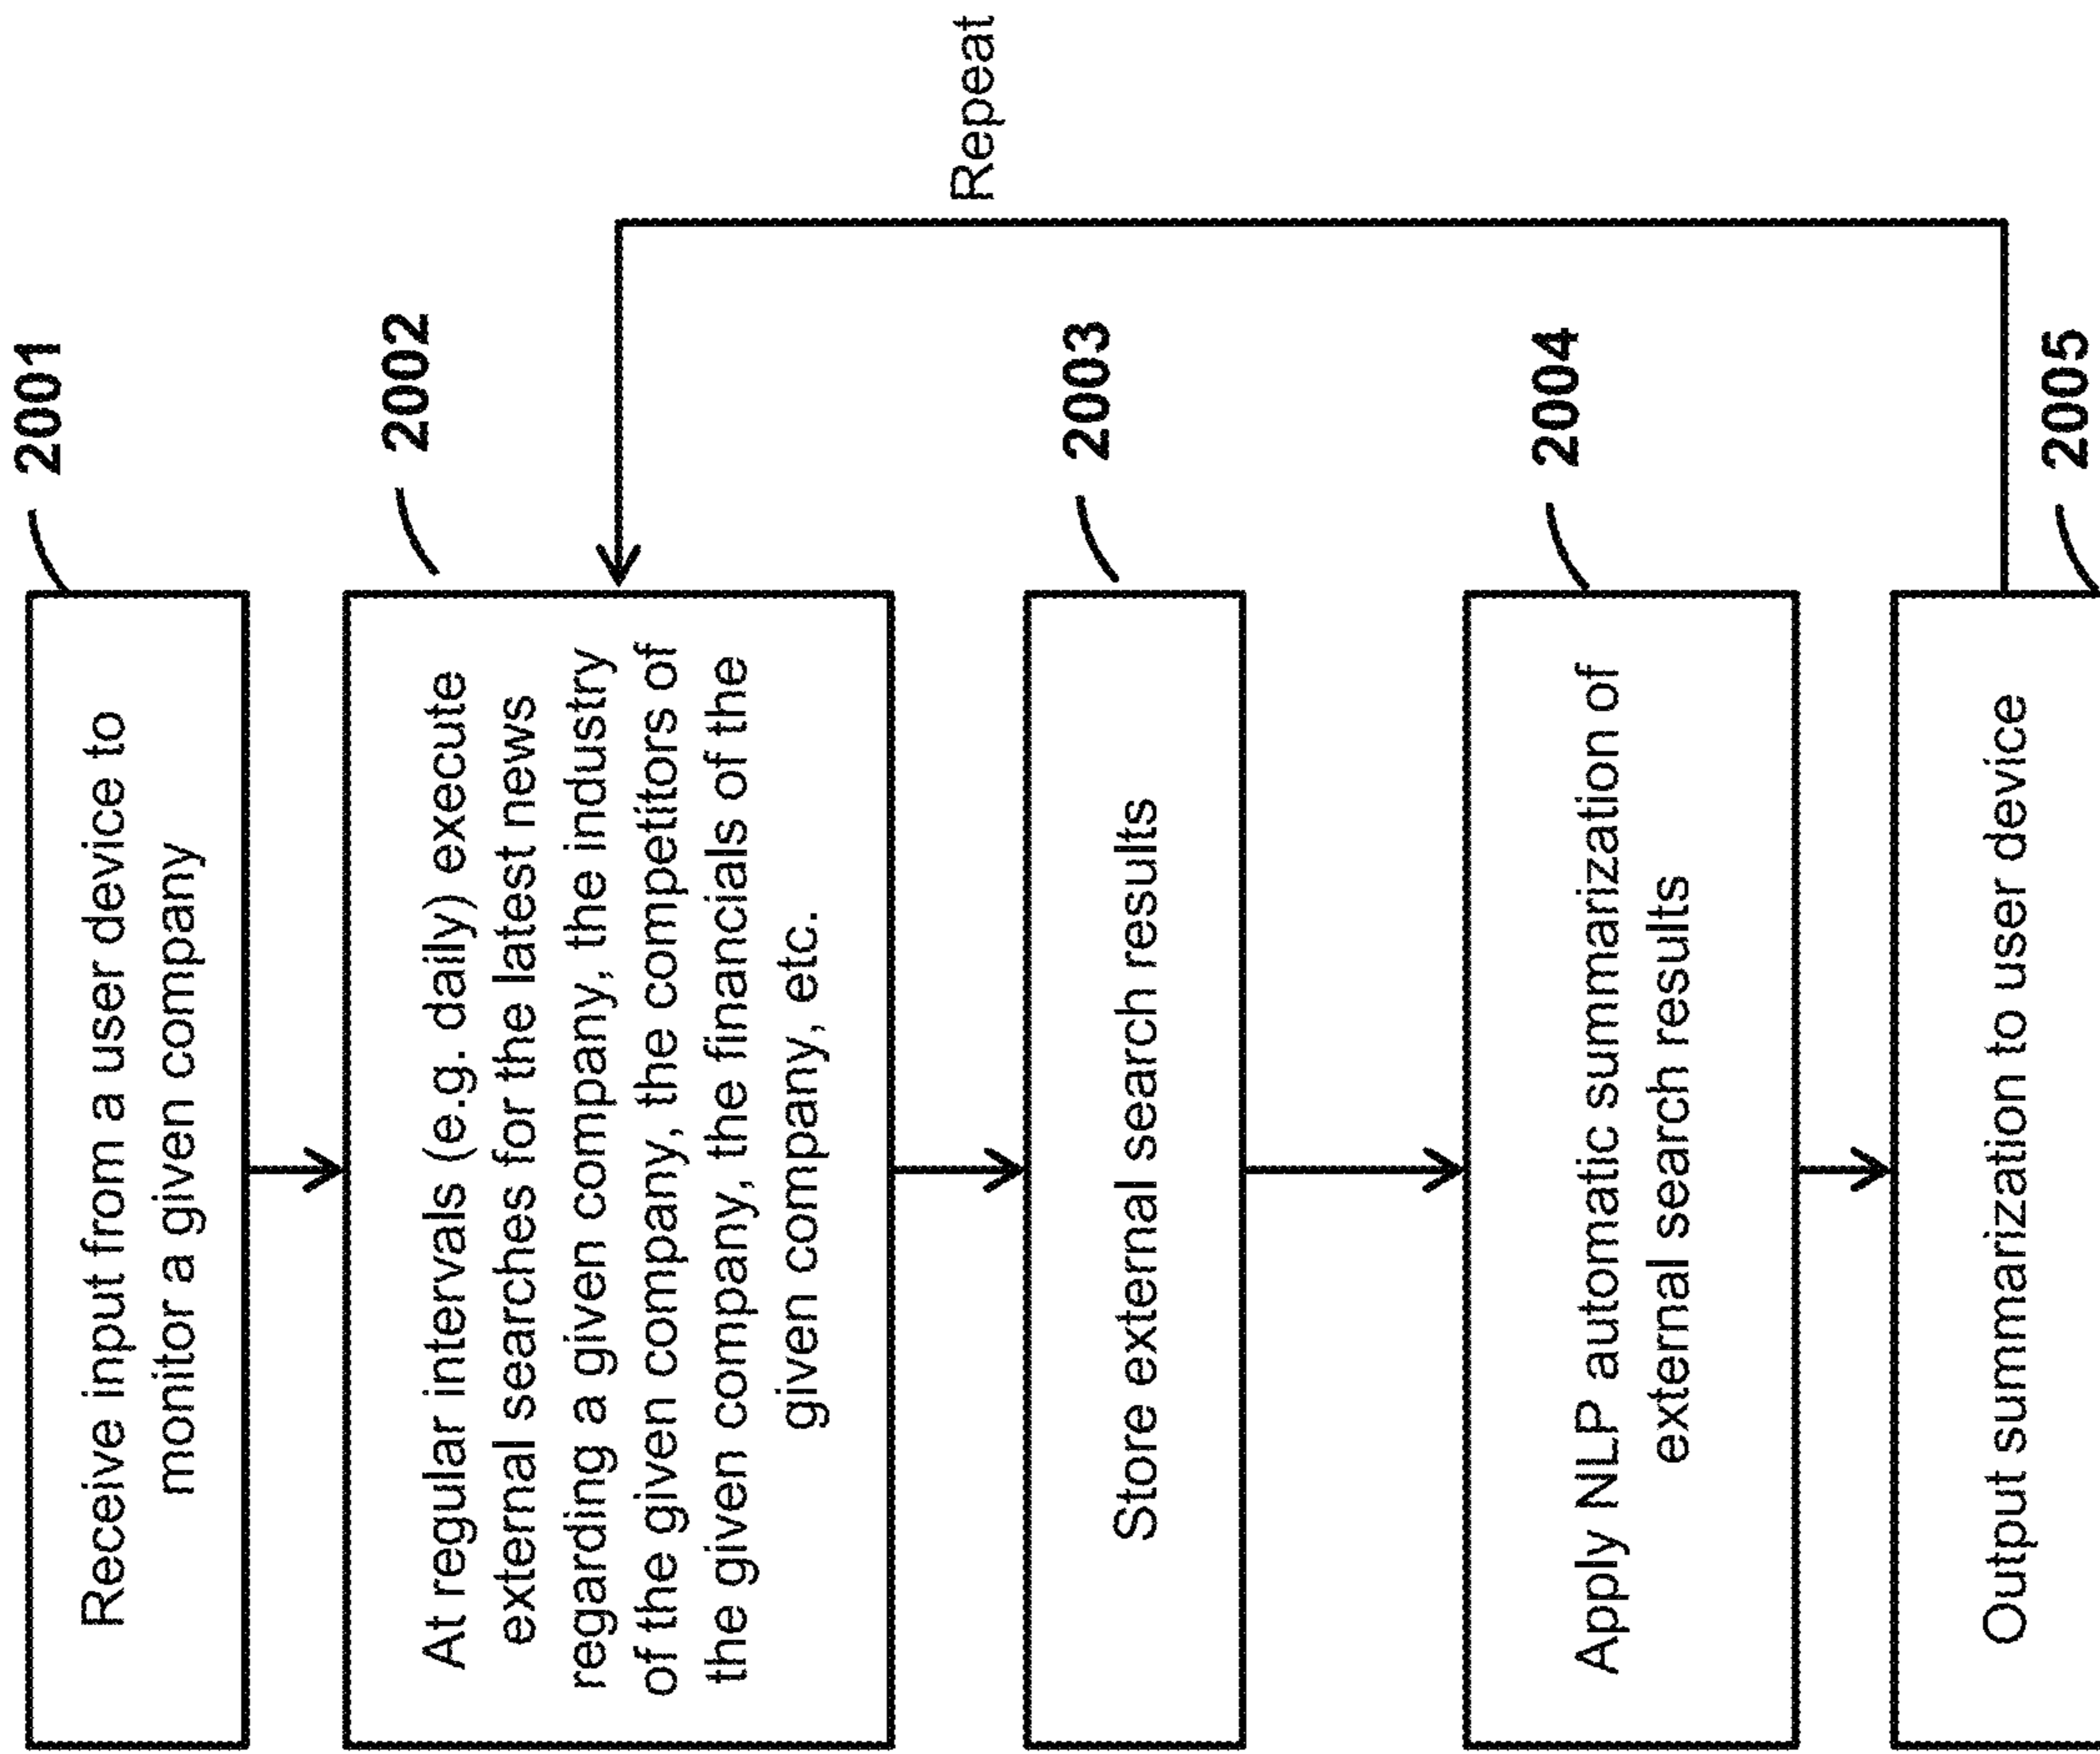 2001
Receive input from a user device to
monitor a given company
2002
At regular intervals (e.g. daily) execute
external searches for the latest news
regarding a given company, the industry
of the given company, the competitors of
the given company, the financials of the
given company, etc.
Repeat
2003
Store external search results
2004
Apply NLP automatic summarization of
external search results
2005
Output summarization to user device